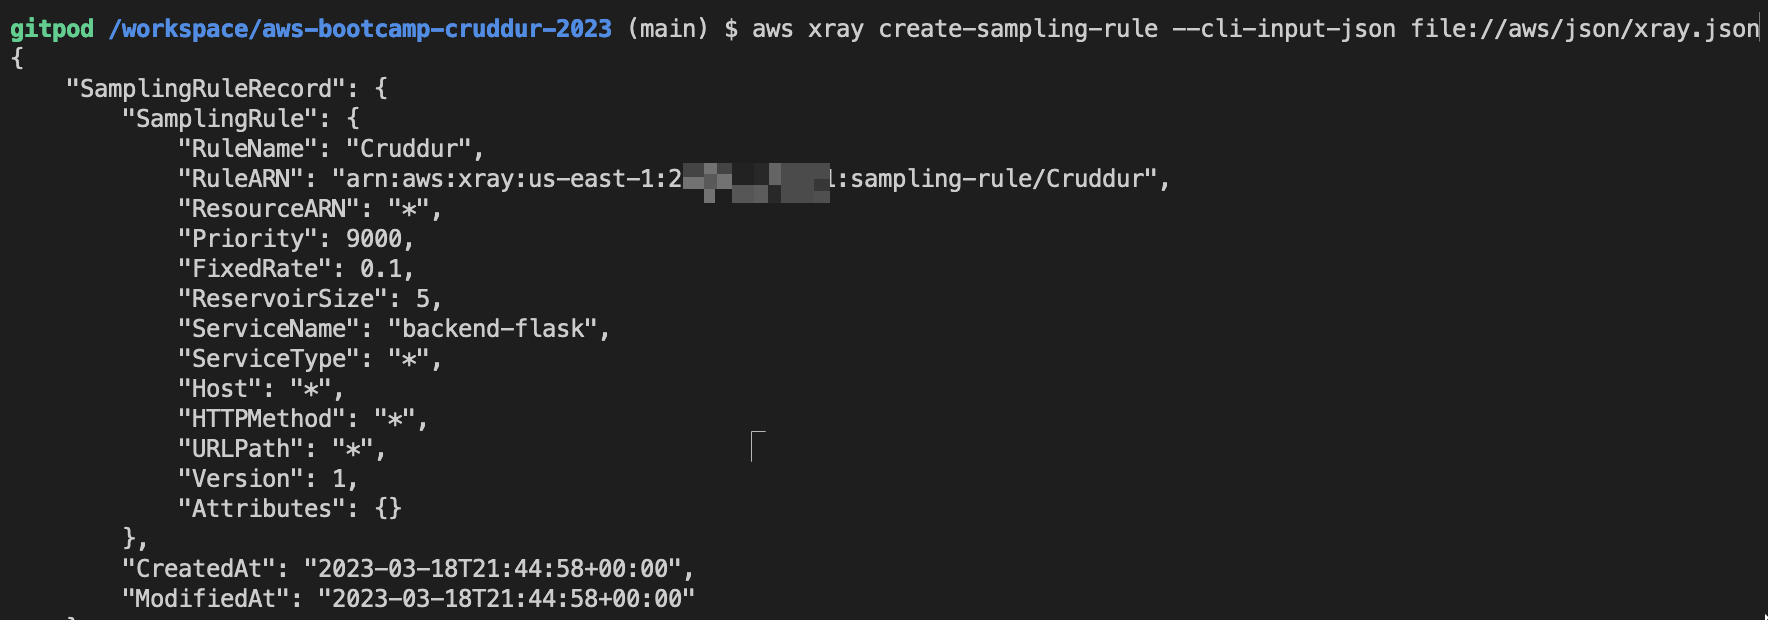 gitpod /workspace/aws-bootcamp-cruddur-2023 (main) $ aws xray create-sampling-rule --cli-input-json file://aws/json/xray.json
{
    "SamplingRuleRecord": {
        "SamplingRule": {
            "RuleName": "Cruddur",
            "RuleARN": "arn:aws:xray:us-east-1:2 1:sampling-rule/Cruddur",
            "ResourceARN": "*",
            "Priority": 9000,
            "FixedRate": 0.1,
            "ReservoirSize": 5,
            "ServiceName": "backend-flask",
            "ServiceType": "*",
            "Host": "*",
            "HTTPMethod": "*",
            "URLPath": "*",
            "Version": 1,
            "Attributes": {}
        },
        "CreatedAt": "2023-03-18T21:44:58+00:00",
        "ModifiedAt": "2023-03-18T21:44:58+00:00"
    }